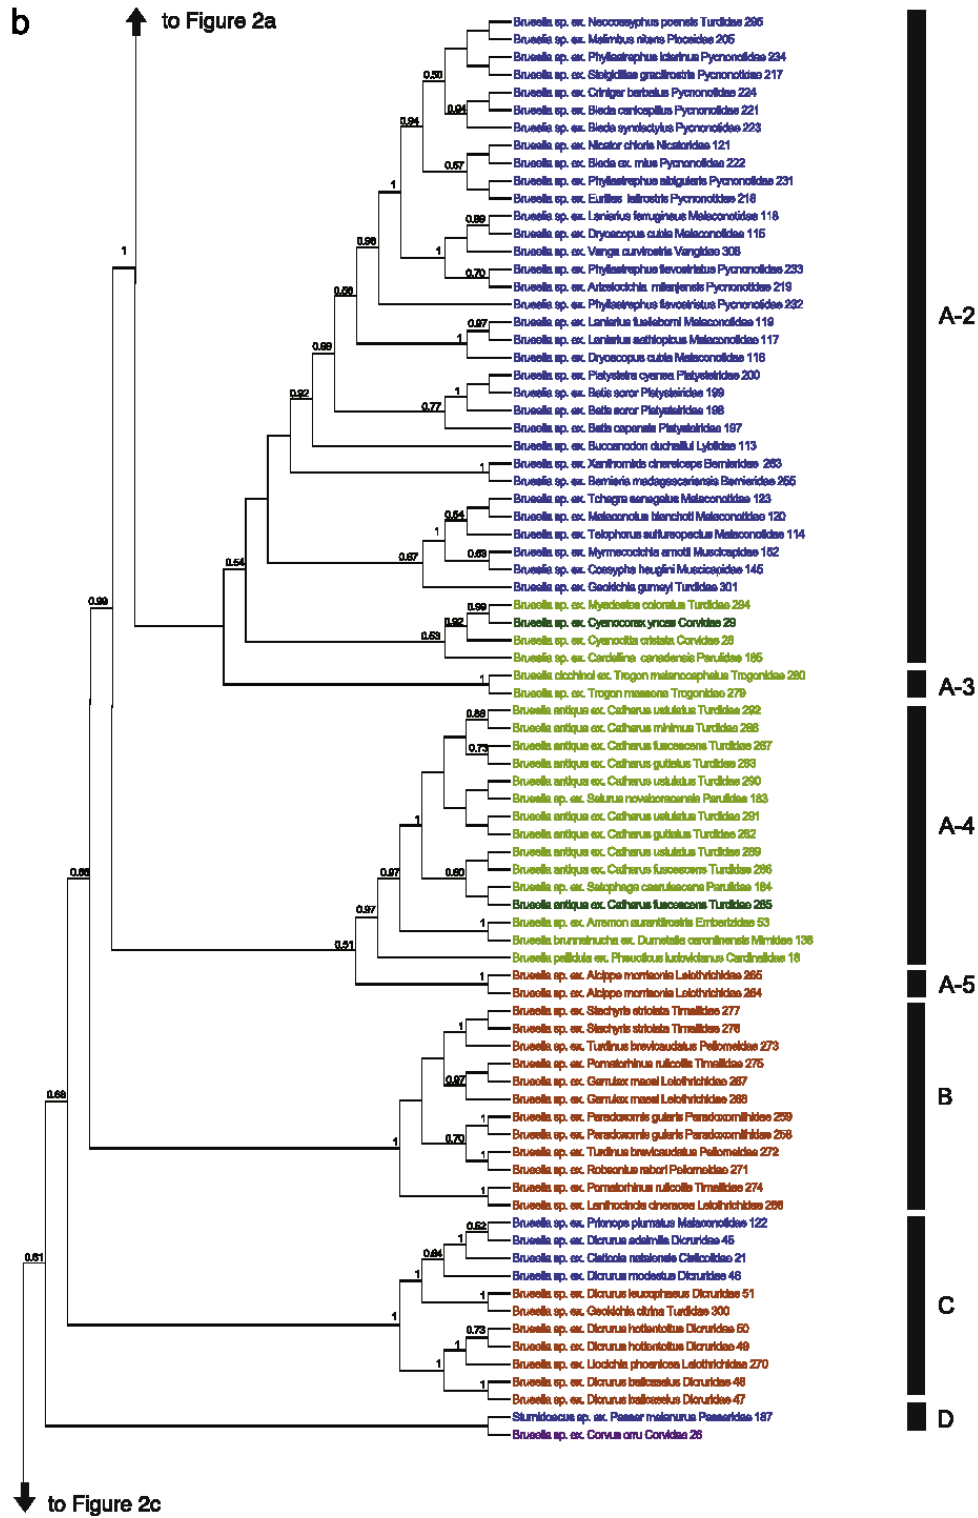 b
to Figure 2a
Brueelia sp. ex. Neocossyphus poensis Turdidae 295
Brueelia sp. ex. Malimbus nitens Ploceidae 205
Brueelia sp. ex. Phyllastrephus icterinus Pycnonotidae 234
Brueelia sp. ex. Stelgidillas gracilirostris Pycnonotidae 217
Brueelia sp. ex. Criniger barbatus Pycnonotidae 224
Brueelia sp. ex. Bleda canicapillus Pycnonotidae 221
Brueelia sp. ex. Bleda syndactylus Pycnonotidae 223
Brueelia sp. ex. Nicator chloris Nicatoridae 121
Brueelia sp. ex. Bleda ex. mius Pycnonotidae 222
Brueelia sp. ex. Phyllastrephus albigularis Pycnonotidae 231
Brueelia sp. ex. Eurillas latirostris Pycnonotidae 218
Brueelia sp. ex. Laniarius ferrugineus Malaconotidae 118
Brueelia sp. ex. Dryoscopus cubla Malaconotidae 115
Brueelia sp. ex. Vanga curvirostris Vangidae 308
Brueelia sp. ex. Phyllastrephus flavostriatus Pycnonotidae 233
Brueelia sp. ex. Arizelocichla milanjensis Pycnonotidae 219
Brueelia sp. ex. Phyllastrephus flavostriatus Pycnonotidae 232
Brueelia sp. ex. Laniarius fuelleborni Malaconotidae 119
Brueelia sp. ex. Laniarius aethiopicus Malaconotidae 117
Brueelia sp. ex. Dryoscopus cubla Malaconotidae 116
Brueelia sp. ex. Platysteira cyanea Platysteiridae 200
Brueelia sp. ex. Batis soror Platysteiridae 199
Brueelia sp. ex. Batis soror Platysteiridae 198
Brueelia sp. ex. Batis capensis Platysteiridae 197
Brueelia sp. ex. Buccanodon duchaillui Lybiidae 113
Brueelia sp. ex. Xanthomixis cinereiceps Bernieridae 263
Brueelia sp. ex. Bernieria madagascariensis Bernieridae 255
Brueelia sp. ex. Tchagra senegalus Malaconotidae 123
Brueelia sp. ex. Malaconotus blanchoti Malaconotidae 120
Brueelia sp. ex. Telophorus sulfureopectus Malaconotidae 114
Brueelia sp. ex. Myrmecocichla arnotti Muscicapidae 152
Brueelia sp. ex. Cossypha heuglini Muscicapidae 145
Brueelia sp. ex. Geokichla gurneyi Turdidae 301
Brueelia sp. ex. Myadestes coloratus Turdidae 294
Brueelia sp. ex. Cyanocorax yncas Corvidae 29
Brueelia sp. ex. Cyanocitta cristata Corvidae 28
Brueelia sp. ex. Cardellina canadensis Parulidae 185
A-2
Brueelia cicchinoi ex. Trogon melanocephalus Trogonidae 280
Brueelia sp. ex. Trogon massena Trogonidae 279
A-3
Brueelia antiqua ex. Catharus ustulatus Turdidae 292
Brueelia antiqua ex. Catharus minimus Turdidae 288
Brueelia antiqua ex. Catharus fuscescens Turdidae 287
Brueelia antiqua ex. Catharus guttatus Turdidae 283
Brueelia antiqua ex. Catharus ustulatus Turdidae 290
Brueelia sp. ex. Seiurus noveboracensis Parulidae 183
Brueelia antiqua ex. Catharus ustulatus Turdidae 291
Brueelia antiqua ex. Catharus guttatus Turdidae 282
Brueelia antiqua ex. Catharus ustulatus Turdidae 289
Brueelia antiqua ex. Catharus fuscescens Turdidae 286
Brueelia sp. ex. Setophaga caerulescens Parulidae 184
Brueelia antiqua ex. Catharus fuscescens Turdidae 285
Brueelia sp. ex. Arremon aurantiirostris Emberizidae 53
Brueelia brunneinucha ex. Dumetella carolinensis Mimidae 136
Brueelia pallidula ex. Pheucticus ludovicianus Cardinalidae 18
A-4
Brueelia sp. ex. Alcippe morrisonia Leiothrichidae 265
Brueelia sp. ex. Alcippe morrisonia Leiothrichidae 264
A-5
Brueelia sp. ex. Stachyris striolata Timaliidae 277
Brueelia sp. ex. Stachyris striolata Timaliidae 276
Brueelia sp. ex. Turdinus brevicaudatus Pellorneidae 273
Brueelia sp. ex. Pomatorhinus ruficollis Timaliidae 275
Brueelia sp. ex. Garrulax maesi Leiothrichidae 267
Brueelia sp. ex. Garrulax maesi Leiothrichidae 268
Brueelia sp. ex. Paradoxornis gularis Paradoxornithidae 259
Brueelia sp. ex. Paradoxornis gularis Paradoxornithidae 258
Brueelia sp. ex. Turdinus brevicaudatus Pellorneidae 272
Brueelia sp. ex. Robsonius rabori Pellorneidae 271
Brueelia sp. ex. Pomatorhinus ruficollis Timaliidae 274
Brueelia sp. ex. Ianthocincla cineracea Leiothrichidae 266
B
Brueelia sp. ex. Prionops plumatus Malaconotidae 122
Brueelia sp. ex. Dicrurus adsimilis Dicruridae 45
Brueelia sp. ex. Cisticola natalensis Cisticolidae 21
Brueelia sp. ex. Dicrurus modestus Dicruridae 46
Brueelia sp. ex. Dicrurus leucophaeus Dicruridae 51
Brueelia sp. ex. Geokichla citrina Turdidae 300
Brueelia sp. ex. Dicrurus hottentottus Dicruridae 50
Brueelia sp. ex. Dicrurus hottentottus Dicruridae 49
Brueelia sp. ex. Liocichla phoenicea Leiothrichidae 270
Brueelia sp. ex. Dicrurus balicassius Dicruridae 48
Brueelia sp. ex. Dicrurus balicassius Dicruridae 47
C
Sturnidoecus sp. ex. Passer melanurus Passeridae 187
Brueelia sp. ex. Corvus orru Corvidae 26
D
to Figure 2c